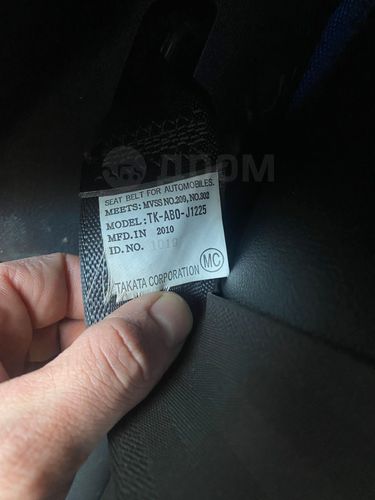 ДРОМ
SEAT BELT FOR AUTOMOBILES.
MEETS: MVSS NO.209, NO.302
MODEL: TK-AB0-J1225
MFD. IN 2010
ID. NO. 1019
MC
TAKATA CORPORATION